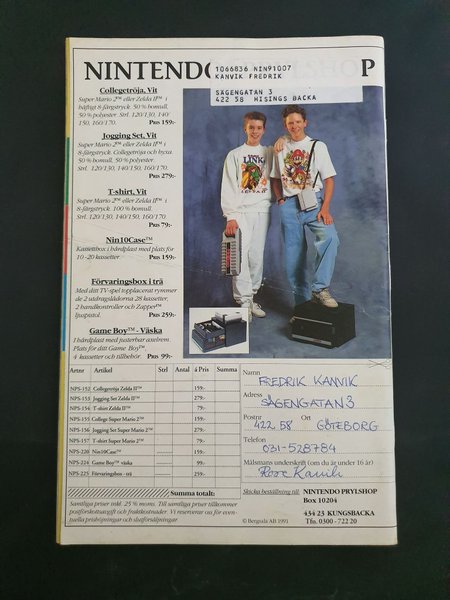 NINTENDO PRYLSHOP
1066836 NIN91007
KANVIK FREDRIK
SÄGENGATAN 3
422 58 HISINGS BACKA
Collegetröja, Vit
Super Mario 2™ eller Zelda II™ i
häftigt 8-färgstryck. 50 % bomull.
50 % polyester. Strl. 120/130, 140/
150, 160/170. Pris 159:-
Jogging Set, Vit
Super Mario 2™ eller Zelda II™ i
8-färgstryck. Collegetröja och byxa.
50 % bomull. 50 % polyester.
Strl. 120/130, 140/150, 160/170.
Pris 279:-
T-shirt, Vit
Super Mario 2™ eller Zelda II™ i
8-färgstryck. 100 % bomull.
Strl. 120/130, 140/150, 160/170.
Pris 79:-
Nin10Case™
Kassettbox i hårdplast med plats för
10 -20 kassetter. Pris 159:-
Förvaringsbox i trä
Med ditt TV-spel topplacerat rymmer
de 2 utdragslådorna 28 kassetter,
2 handkontroller och Zapper™
ljuspistol. Pris 259:-
Game Boy™ - Väska
I hårdplast med justerbar axelrem.
Plats för ditt Game Boy™
4 kassetter och tillbehör. Pris 99:-
Artnr Artikel Strl Antal á Pris Summa
NPS-152 Collegetröja Zelda II™ 159:-
NPS-153 Jogging Set Zelda II™ 279:-
NPS-154 T-shirt Zelda II™ 79:-
NPS-155 College Super Mario 2™ 159:-
NPS-156 Jogging Set Super Mario 2™ 279:-
NPS-157 T-shirt Super Mario 2™ 79:-
NPS-220 Nin10Case™ 159:-
NPS-224 Game Boy™ väska 99:-
NPS-225 Förvaringsbox - trä 259:-
Summa totalt:
Samtliga priser inkl. 25 % moms. Till samtliga priser tillkommer
postförskottsavgift och fraktkostnader. Vi reserverar oss för even-
tuella prishöjningar och slutförsäljningar
© Bergsala AB 1991
Namn
FREDRIK KANVIK
Adress
SÄGENGATAN 3
Postnr Ort
422 58 GÖTEBORG
Telefon
031-528784
Målsmans underskrift (om du är under 16 år)
Skicka beställning till: NINTENDO PRYLSHOP
Box 10204
434 23 KUNGSBACKA
Tfn. 0300 - 722 20